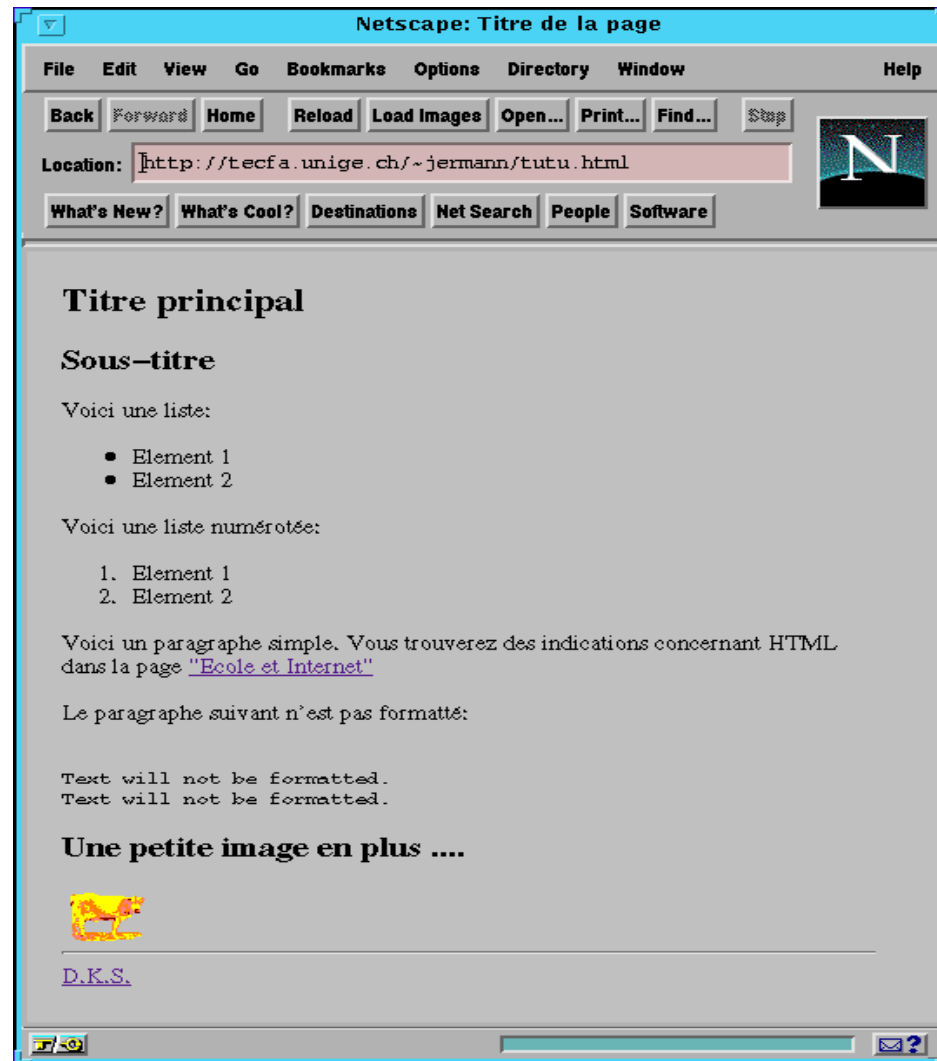 Netscape: Titre de la page
File Edit View Go Bookmarks Options Directory Window Help
Back Forward Home Reload Load Images Open... Print... Find... Stop
Location: http://tecfa.unige.ch/~jermann/tutu.html
N
What's New? What's Cool? Destinations Net Search People Software
Titre principal
Sous-titre
Voici une liste:
• Element 1
• Element 2
Voici une liste numérotée:
1. Element 1
2. Element 2
Voici un paragraphe simple. Vous trouverez des indications concernant HTML
dans la page "Ecole et Internet"
Le paragraphe suivant n'est pas formatté:
Text will not be formatted.
Text will not be formatted.
Une petite image en plus ....
D.K.S.
?